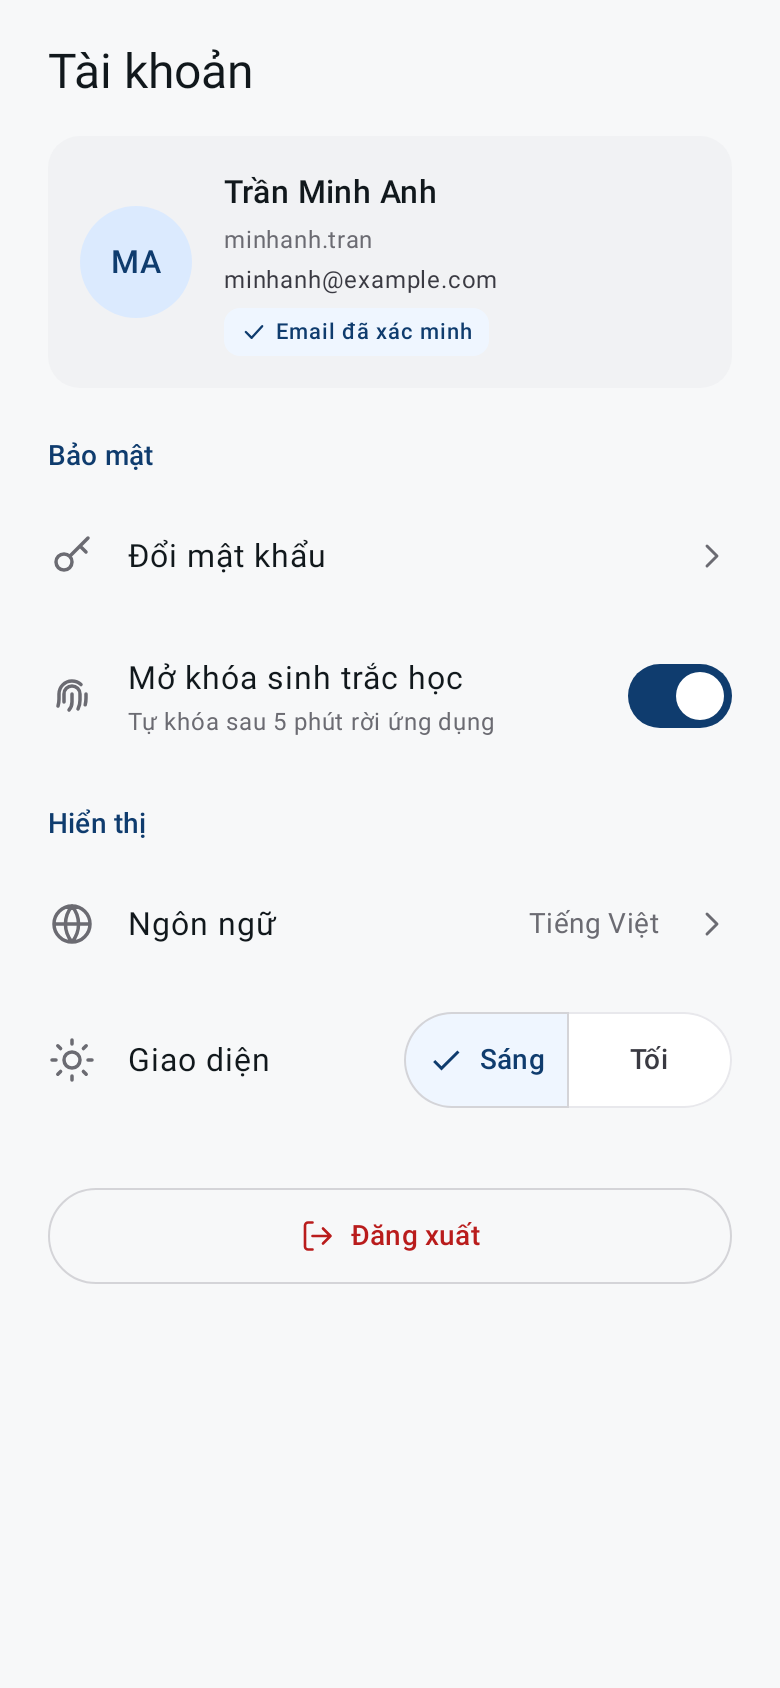 Tài khoản
MA
Trần Minh Anh
minhanh.tran
minhanh@example.com
Email đã xác minh
Bảo mật
Đổi mật khẩu
Mở khóa sinh trắc học
Tự khóa sau 5 phút rời ứng dụng
Hiển thị
Ngôn ngữ Tiếng Việt
Giao diện Sáng Tối
Đăng xuất